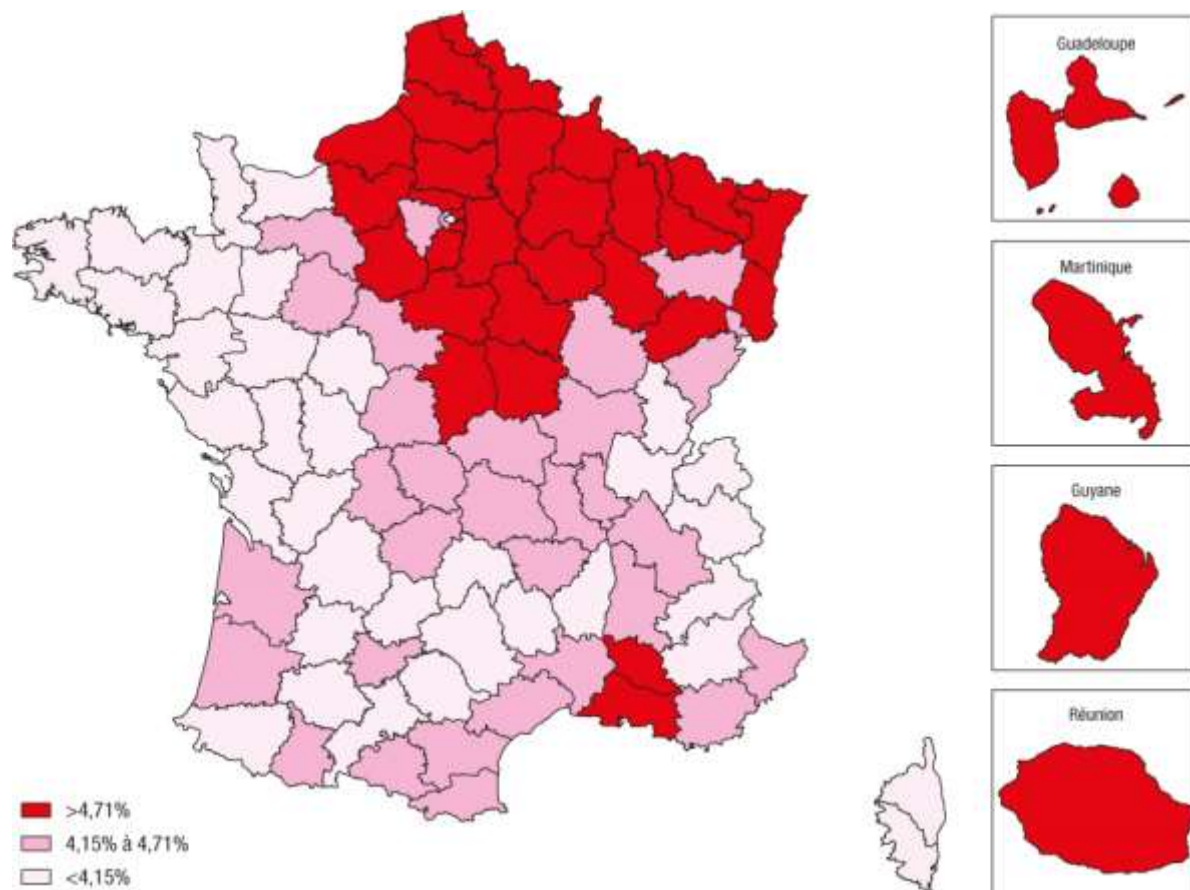 Guadeloupe
Martinique
Guyane
Réunion
>4,71%
4,15% à 4,71%
<4,15%